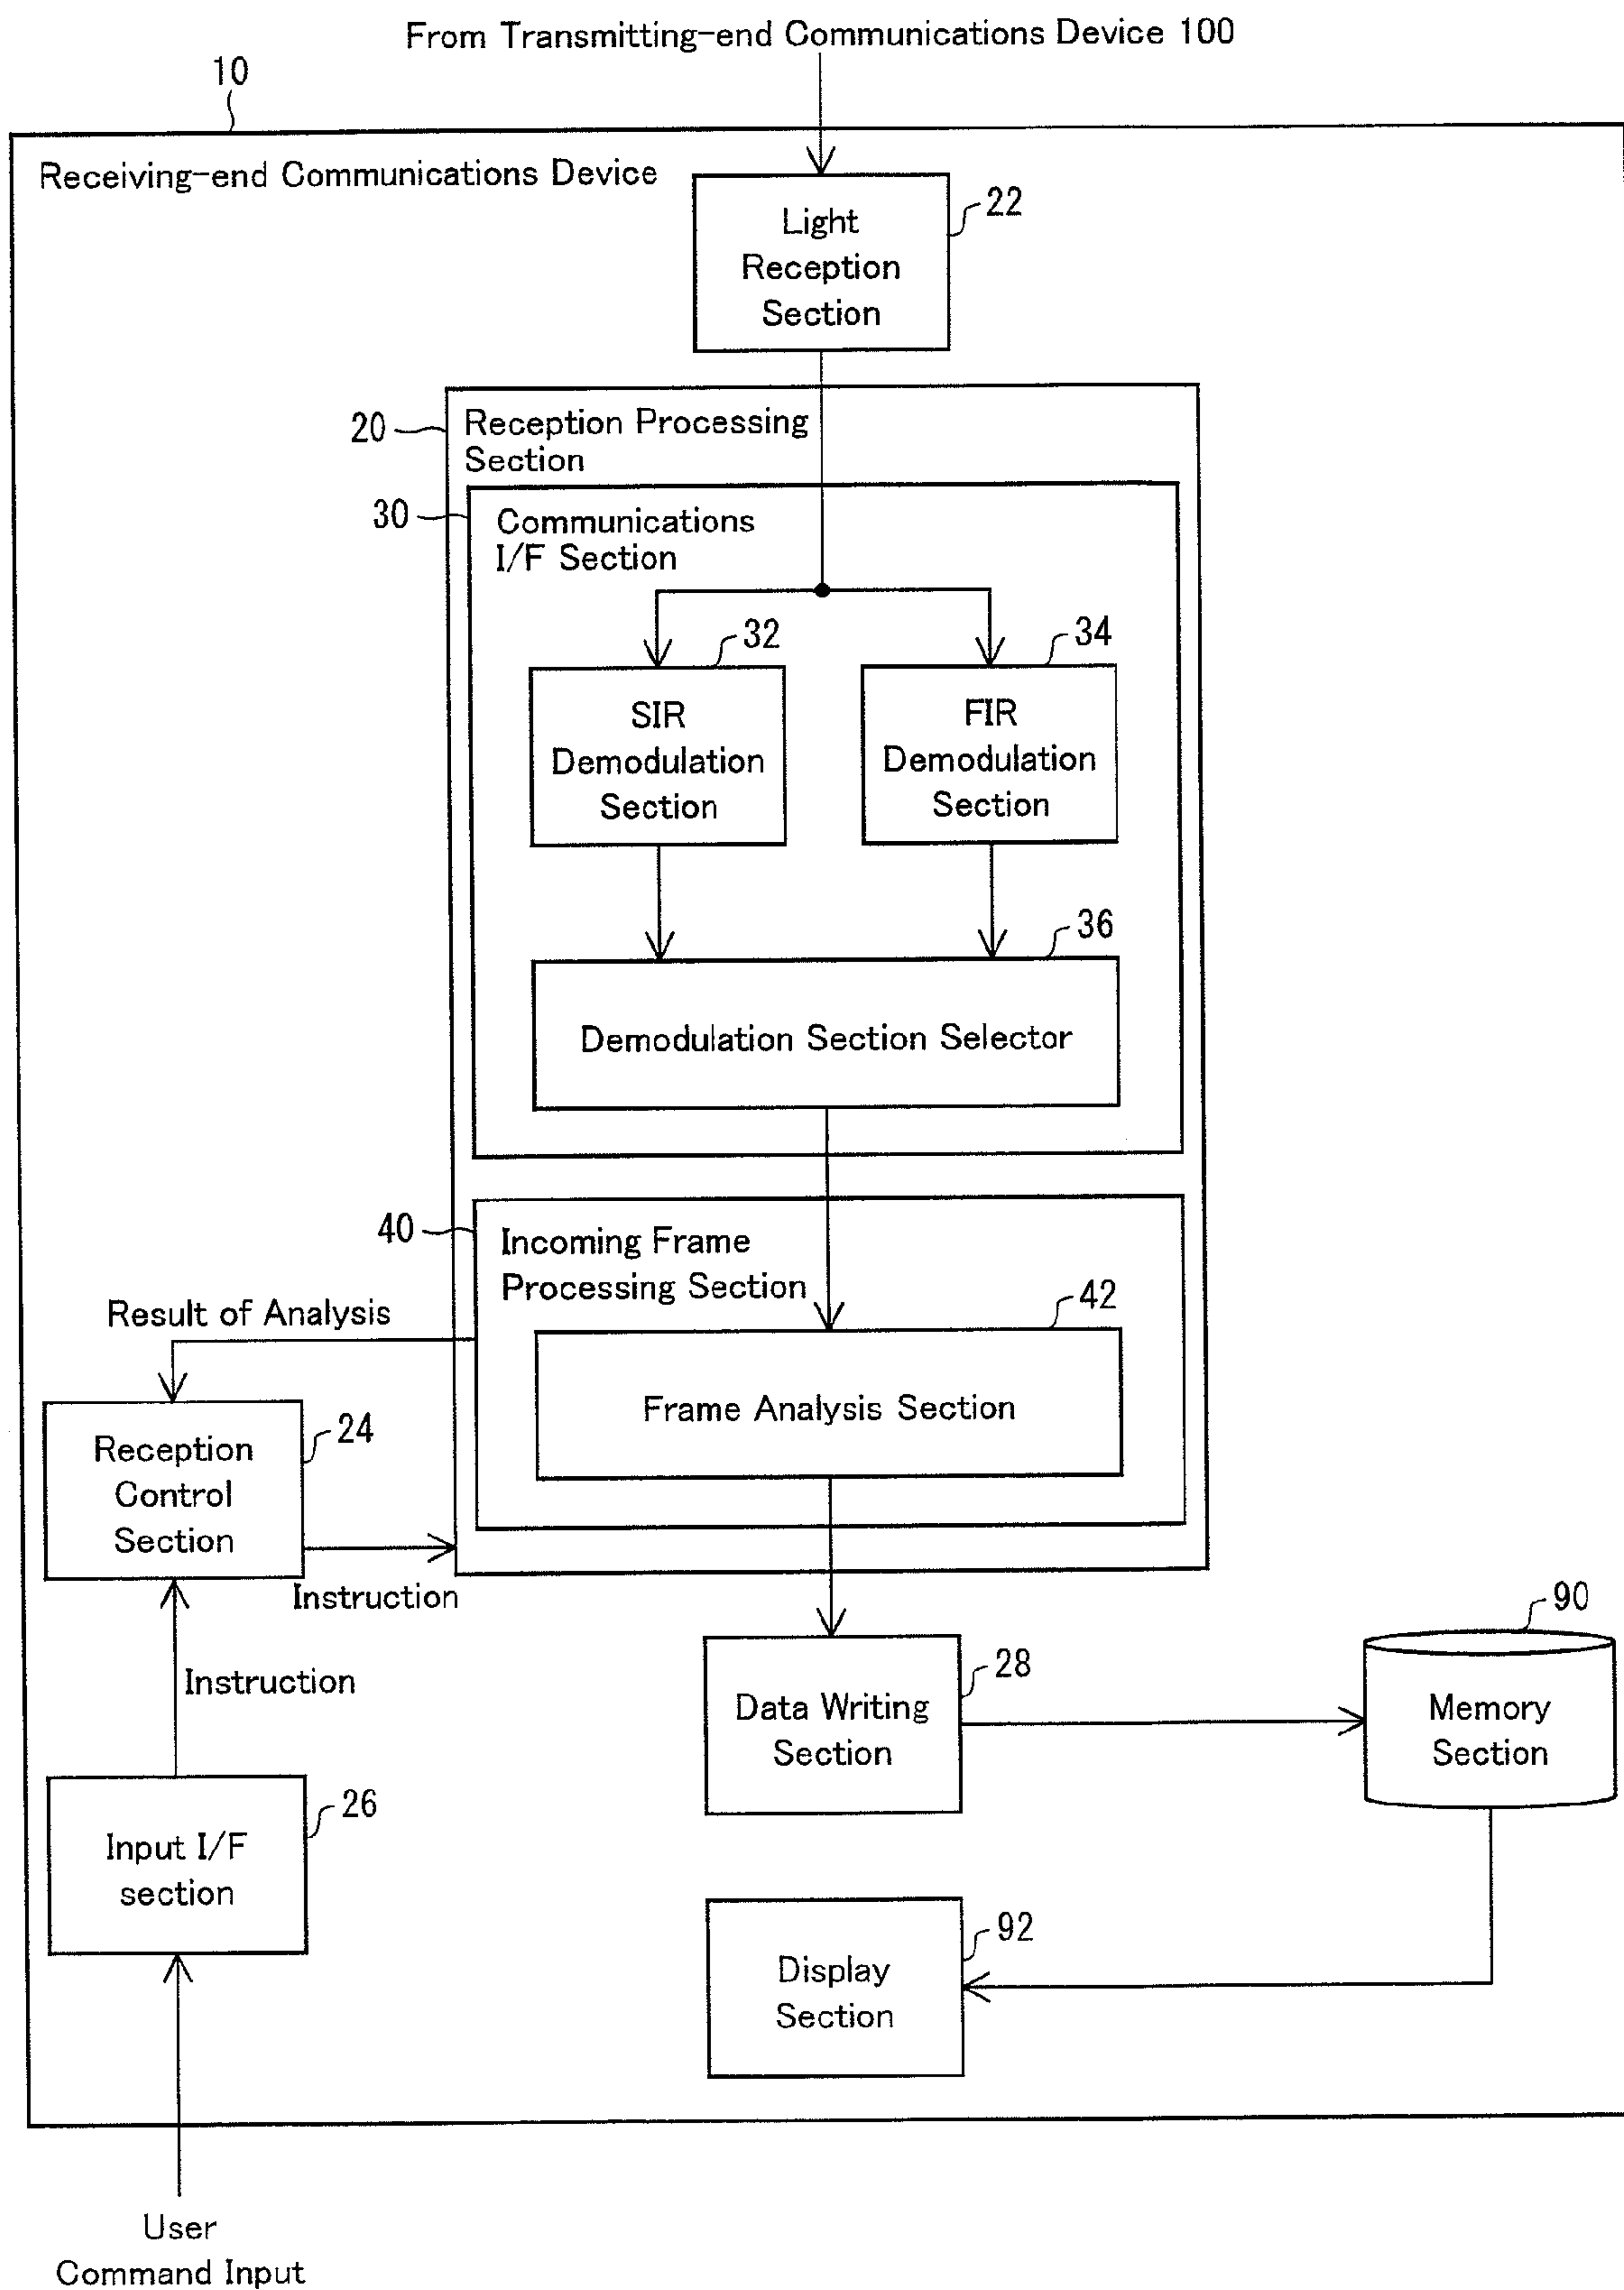 From Transmitting-end Communications Device 100
10
Receiving-end Communications Device
22
Light
Reception
Section
20
Reception Processing
Section
30
Communications
I/F Section
32
34
SIR
Demodulation
Section
FIR
Demodulation
Section
36
Demodulation Section Selector
40
Incoming Frame
Processing Section
42
Result of Analysis
Frame Analysis Section
24
Reception
Control
Section
Instruction
90
Instruction
28
Data Writing
Section
Memory
Section
26
Input I/F
section
92
Display
Section
User
Command Input